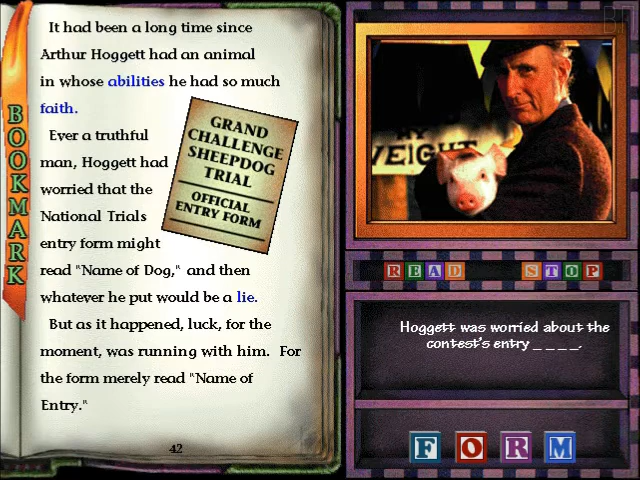 It had been a long time since
Arthur Hoggett had an animal
in whose abilities he had so much
faith.
Ever a truthful
man, Hoggett had
worried that the
National Trials
entry form might
read "Name of Dog," and then
whatever he put would be a lie.
But as it happened, luck, for the
moment, was running with him. For
the form merely read "Name of
Entry."
42
BOOKMARK
GRAND
CHALLENGE
SHEEPDOG
TRIAL
OFFICIAL
ENTRY FORM
WEIGHT
READ STOP
Hoggett was worried about the
contest's entry _ _ _ _.
FORM